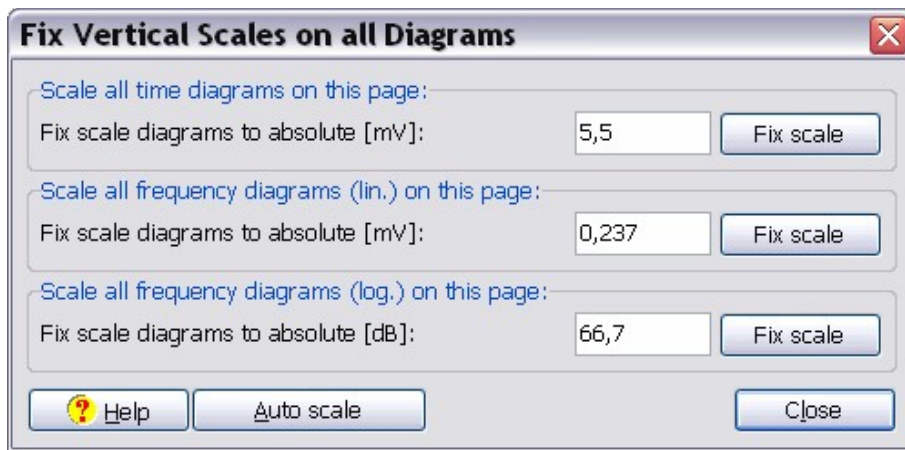 Fix Vertical Scales on all Diagrams
Scale all time diagrams on this page:
Fix scale diagrams to absolute [mV]: 5,5 Fix scale
Scale all frequency diagrams (lin.) on this page:
Fix scale diagrams to absolute [mV]: 0,237 Fix scale
Scale all frequency diagrams (log.) on this page:
Fix scale diagrams to absolute [dB]: 66,7 Fix scale
? Help Auto scale Close